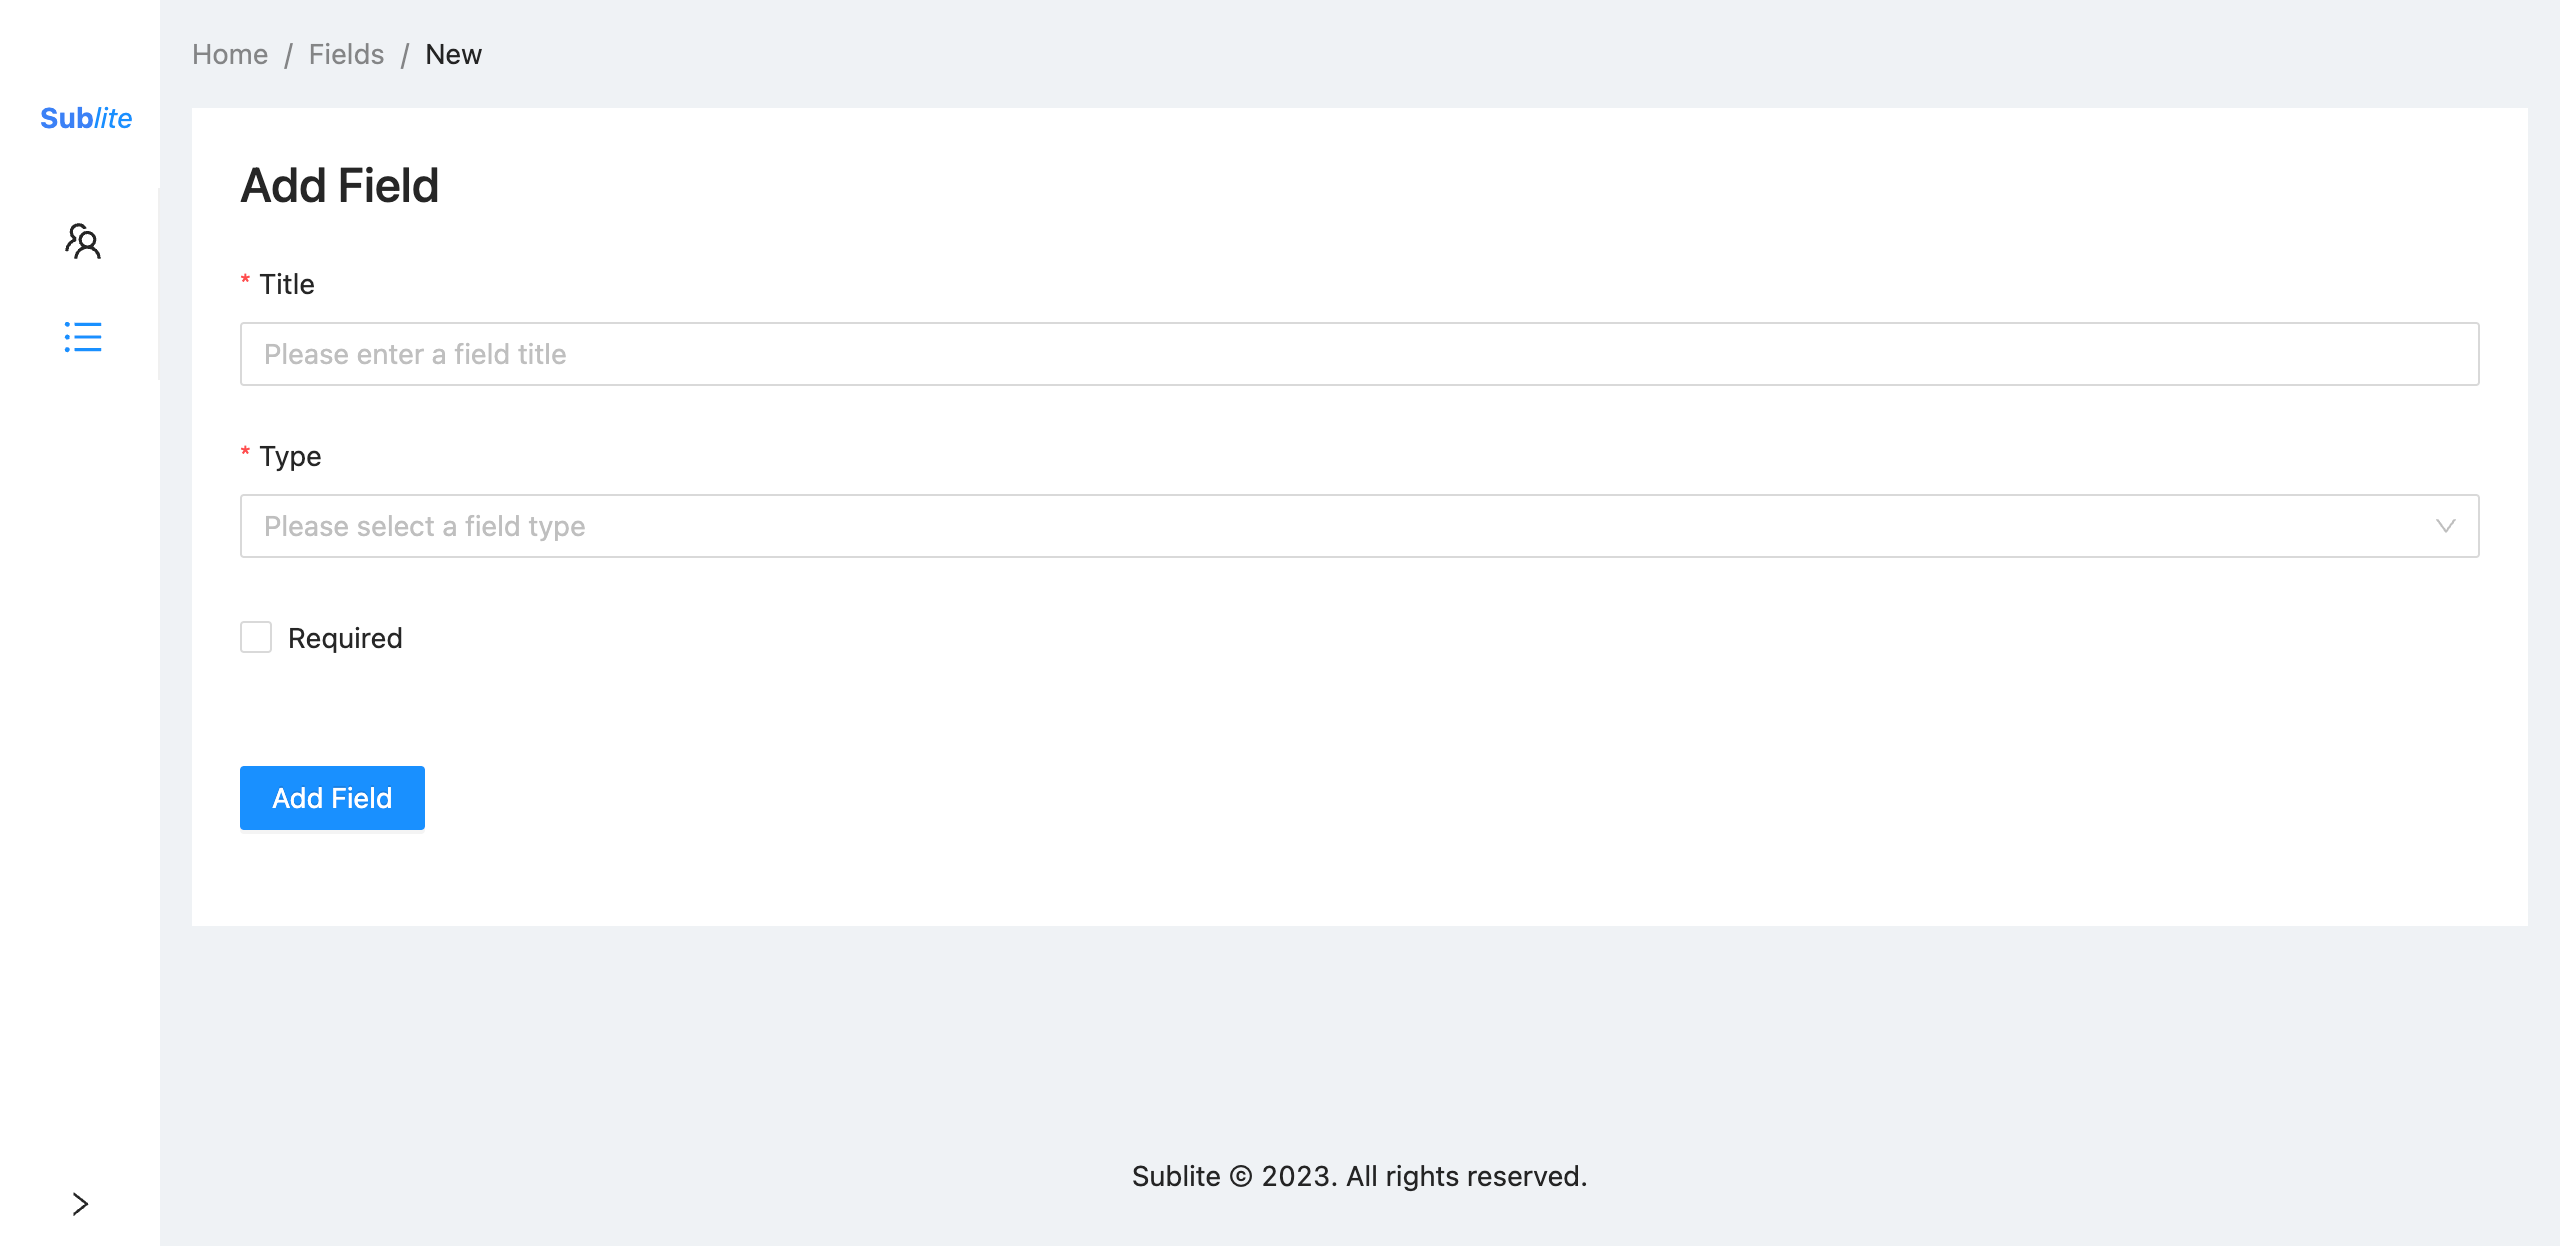 Home / Fields / New
Sublite
Add Field
* Title
Please enter a field title
* Type
Please select a field type
Required
Add Field
Sublite © 2023. All rights reserved.